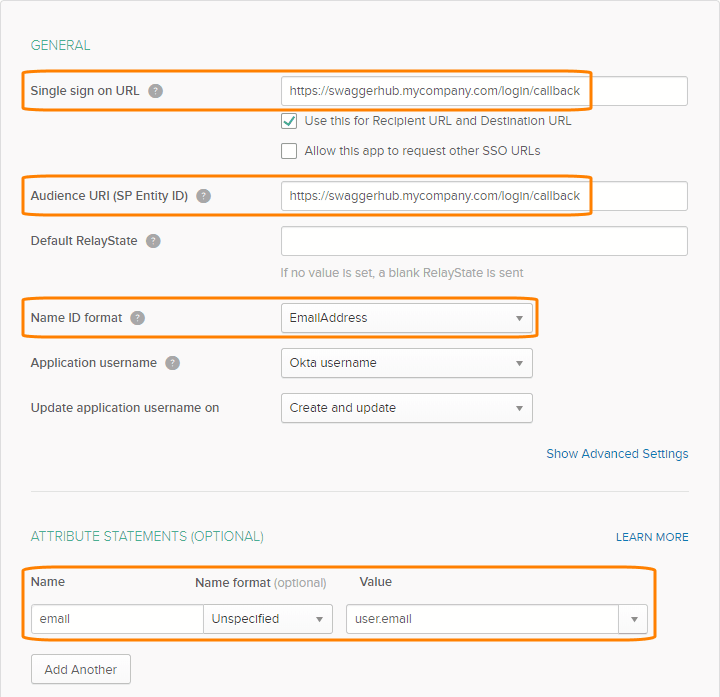 GENERAL
Single sign on URL ? https://swaggerhub.mycompany.com/login/callback
Use this for Recipient URL and Destination URL
Allow this app to request other SSO URLs
Audience URI (SP Entity ID) ? https://swaggerhub.mycompany.com/login/callback
Default RelayState ?
If no value is set, a blank RelayState is sent
Name ID format ? EmailAddress
Application username ? Okta username
Update application username on Create and update
Show Advanced Settings
ATTRIBUTE STATEMENTS (OPTIONAL) LEARN MORE
Name Name format (optional) Value
email Unspecified user.email
Add Another